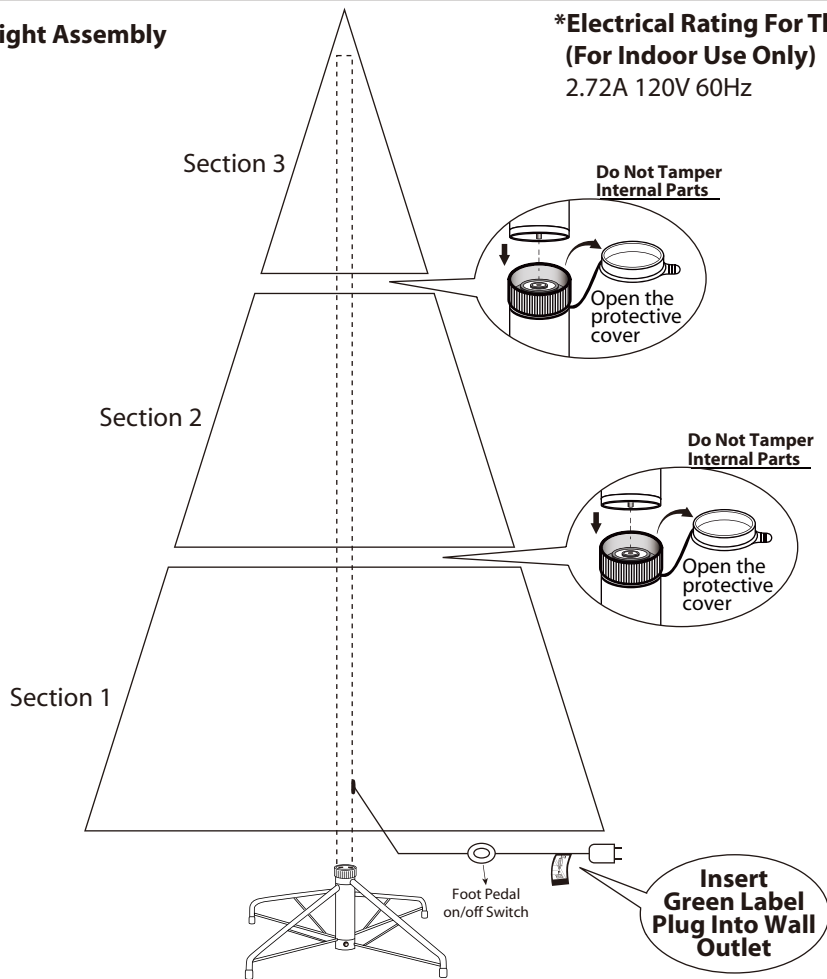 ight Assembly
*Electrical Rating For Th
(For Indoor Use Only)
2.72A 120V 60Hz
Section 3
Do Not Tamper
Internal Parts
Open the
protective
cover
Section 2
Do Not Tamper
Internal Parts
Open the
protective
cover
Section 1
Foot Pedal
on/off Switch
Insert
Green Label
Plug Into Wall
Outlet